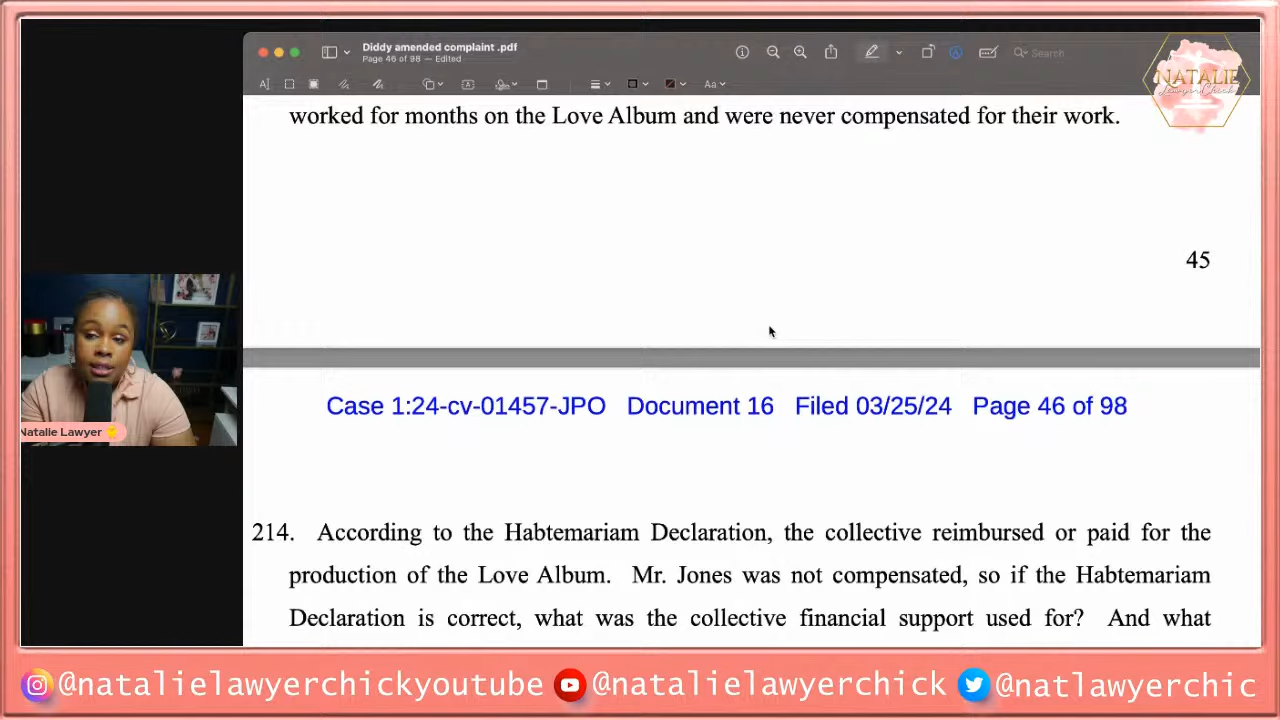 Diddy amended complaint .pdf
Page 46 of 98 — Edited
Search
NATALIE
LawyerChick
worked for months on the Love Album and were never compensated for their work.
45
Case 1:24-cv-01457-JPO Document 16 Filed 03/25/24 Page 46 of 98
Natalie Lawyer
214. According to the Habtemariam Declaration, the collective reimbursed or paid for the
production of the Love Album. Mr. Jones was not compensated, so if the Habtemariam
Declaration is correct, what was the collective financial support used for? And what
@natalielawyerchickyoutube @natalielawyerchick @natlawyerchic